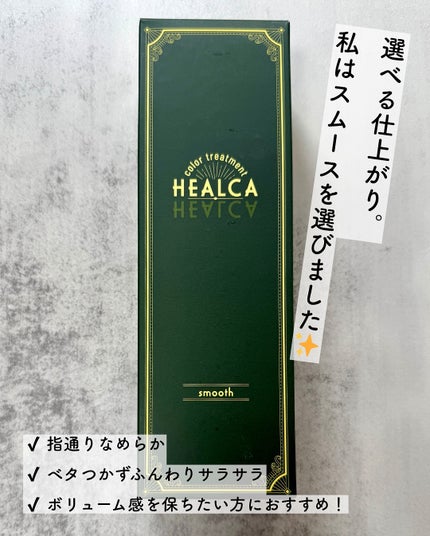 選べる仕上がり。
私はスムースを選びました✨
color treatment
HEALCA
smooth
✓ 指通りなめらか
✓ ベタつかずふんわりサラサラ
✓ ボリューム感を保ちたい方におすすめ！